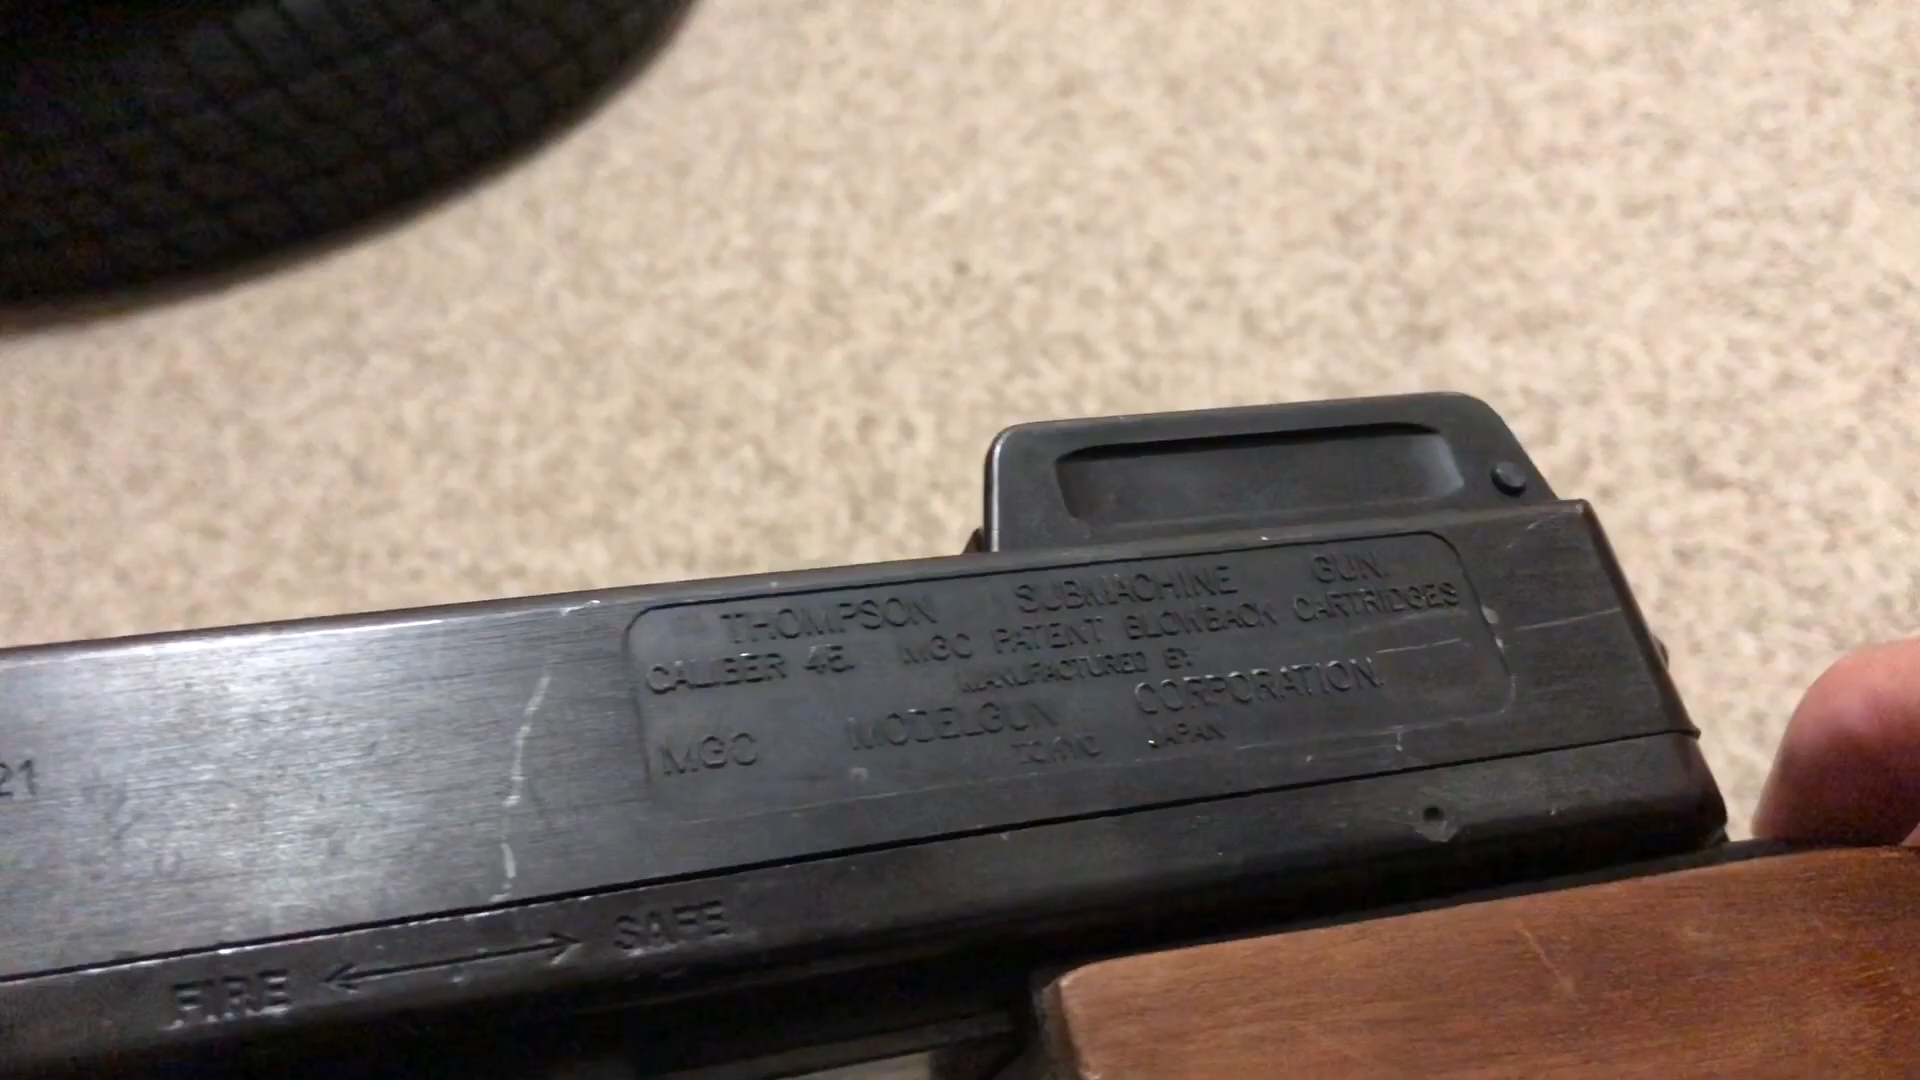 THOMPSON SUBMACHINE GUN.
CALIBER 45. MGC PATENT BLOWBACK CARTRIDGES
MANUFACTURED BY
MGC MODELGUN CORPORATION.
TOKYO JAPAN
21
FIRE ←→ SAFE